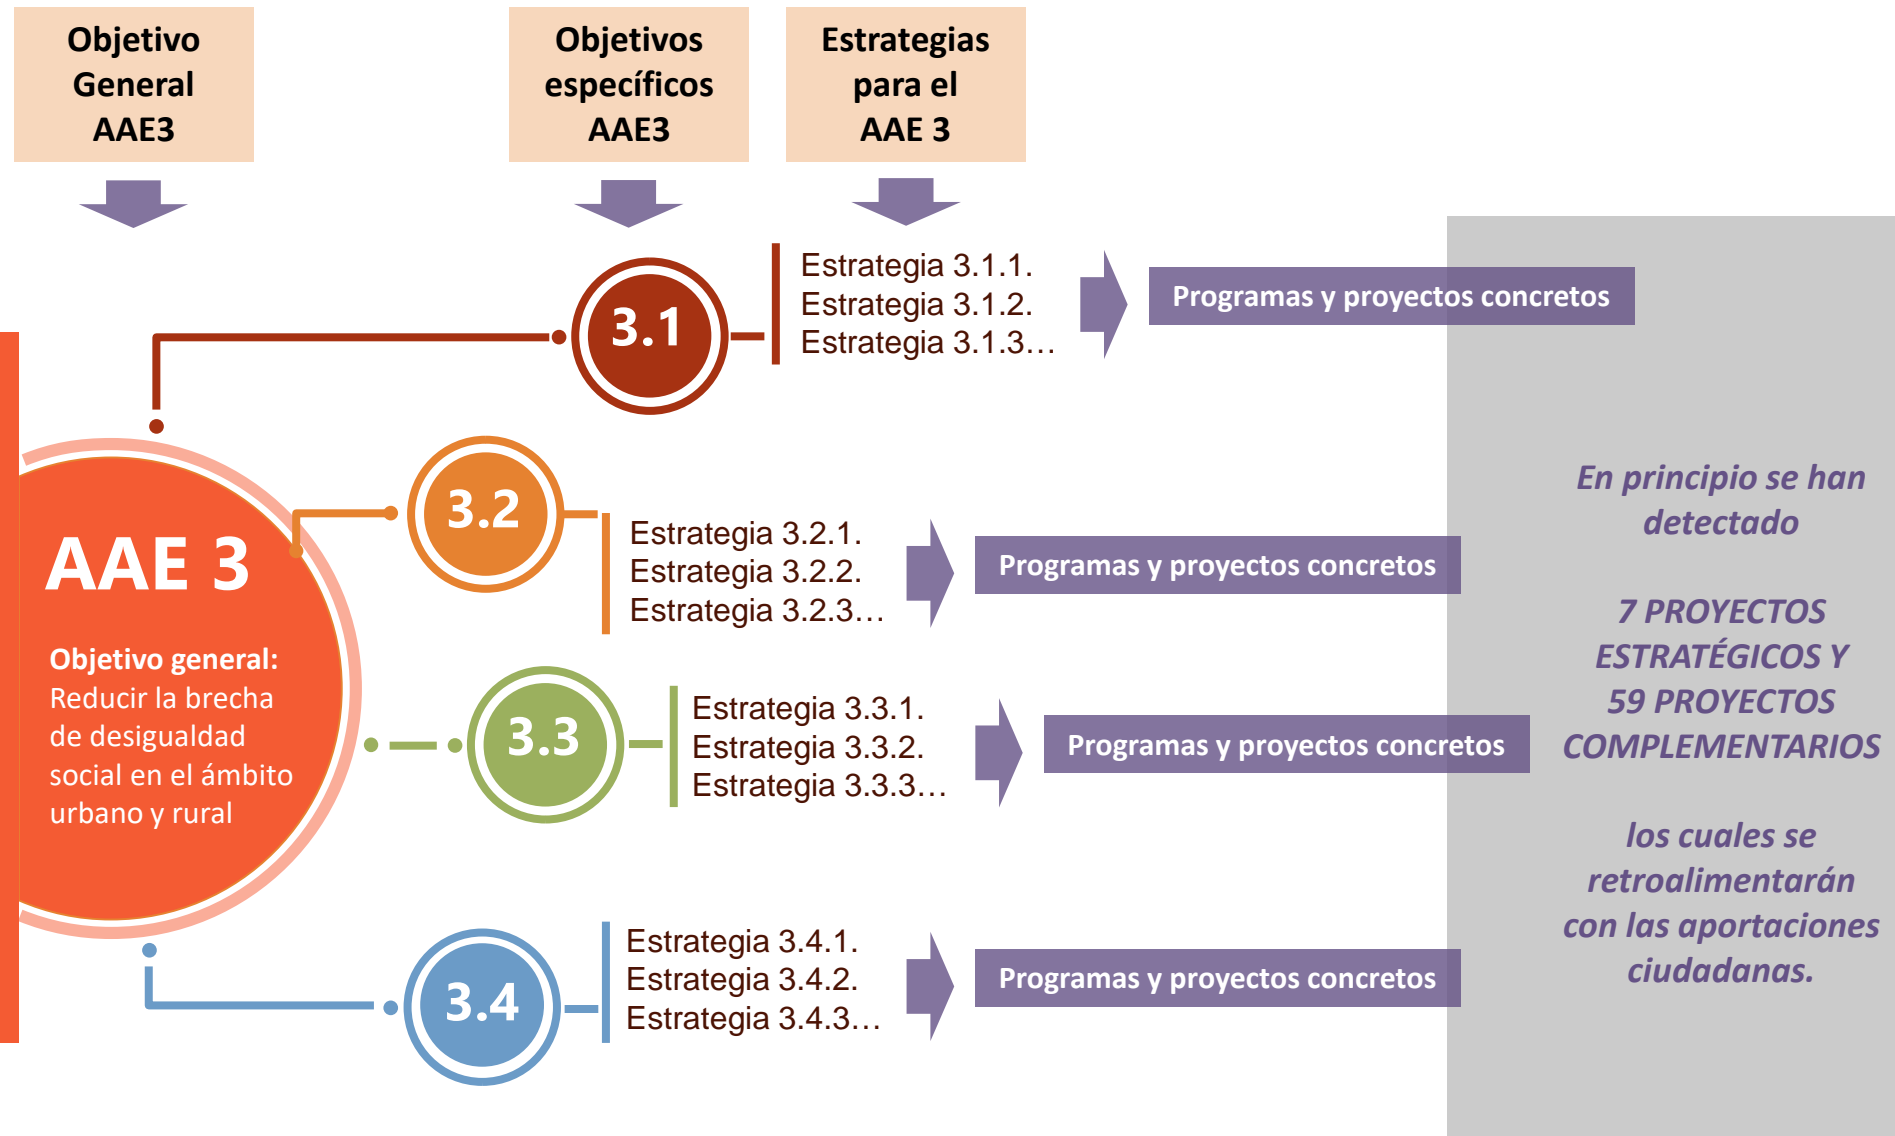 Objetivo
General
AAE3
Objetivos
específicos
AAE3
Estrategias
para el
AAE 3
3.1
Estrategia 3.1.1.
Estrategia 3.1.2.
Estrategia 3.1.3…
Programas y proyectos concretos
AAE 3
Objetivo general:
Reducir la brecha
de desigualdad
social en el ámbito
urbano y rural
3.2
Estrategia 3.2.1.
Estrategia 3.2.2.
Estrategia 3.2.3…
Programas y proyectos concretos
3.3
Estrategia 3.3.1.
Estrategia 3.3.2.
Estrategia 3.3.3…
Programas y proyectos concretos
3.4
Estrategia 3.4.1.
Estrategia 3.4.2.
Estrategia 3.4.3…
Programas y proyectos concretos
En principio se han
detectado
7 PROYECTOS
ESTRATÉGICOS Y
59 PROYECTOS
COMPLEMENTARIOS
los cuales se
retroalimentarán
con las aportaciones
ciudadanas.